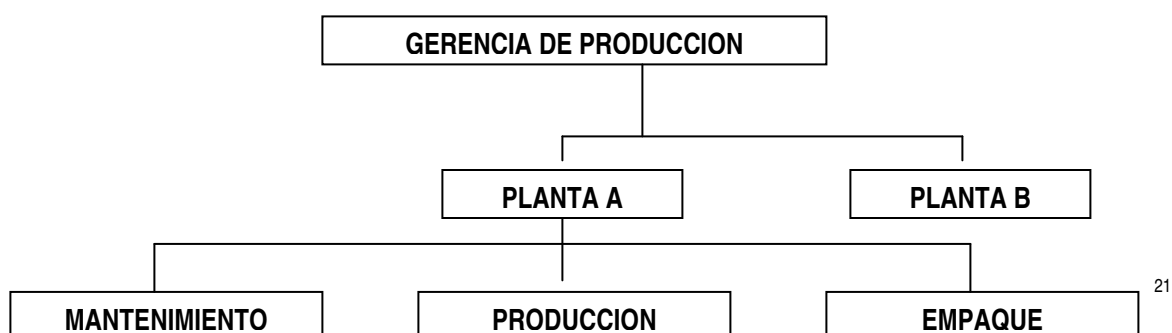 GERENCIA DE PRODUCCION
PLANTA A PLANTA B
21
MANTENIMIENTO PRODUCCION EMPAQUE